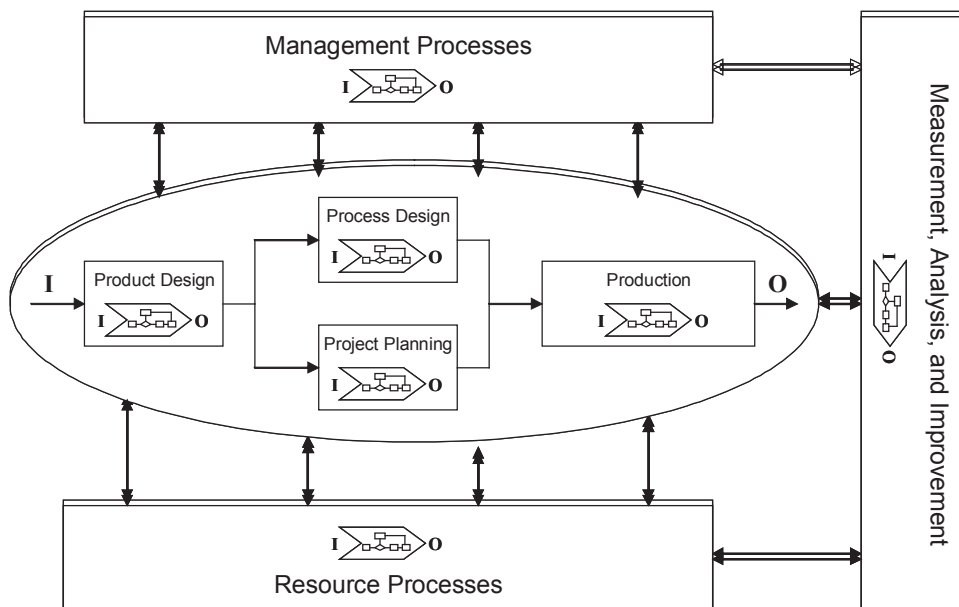 Management Processes
I O
Process Design
I O
I
Product Design
I O
Production
I O
O
Project Planning
I O
I O
Resource Processes
Measurement, Analysis, and Improvement
I O